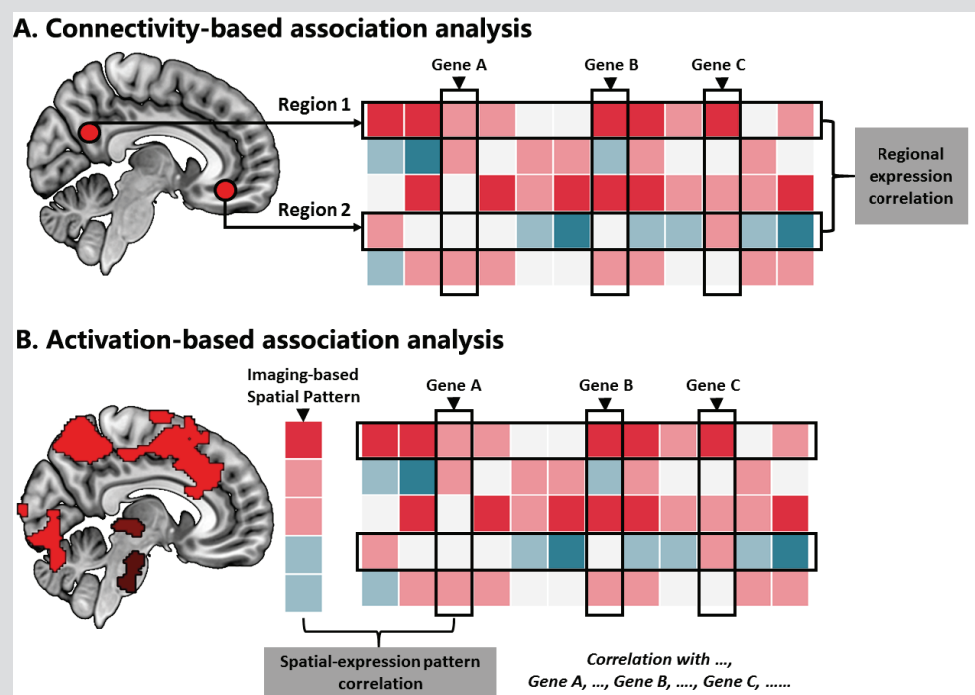 A. Connectivity-based association analysis
Gene A
Gene B
Gene C
Region 1
Region 2
Regional
expression
correlation
B. Activation-based association analysis
Imaging-based
Spatial Pattern
Gene A
Gene B
Gene C
Spatial-expression pattern
correlation
Correlation with ...,
Gene A, ..., Gene B, ...., Gene C, ......